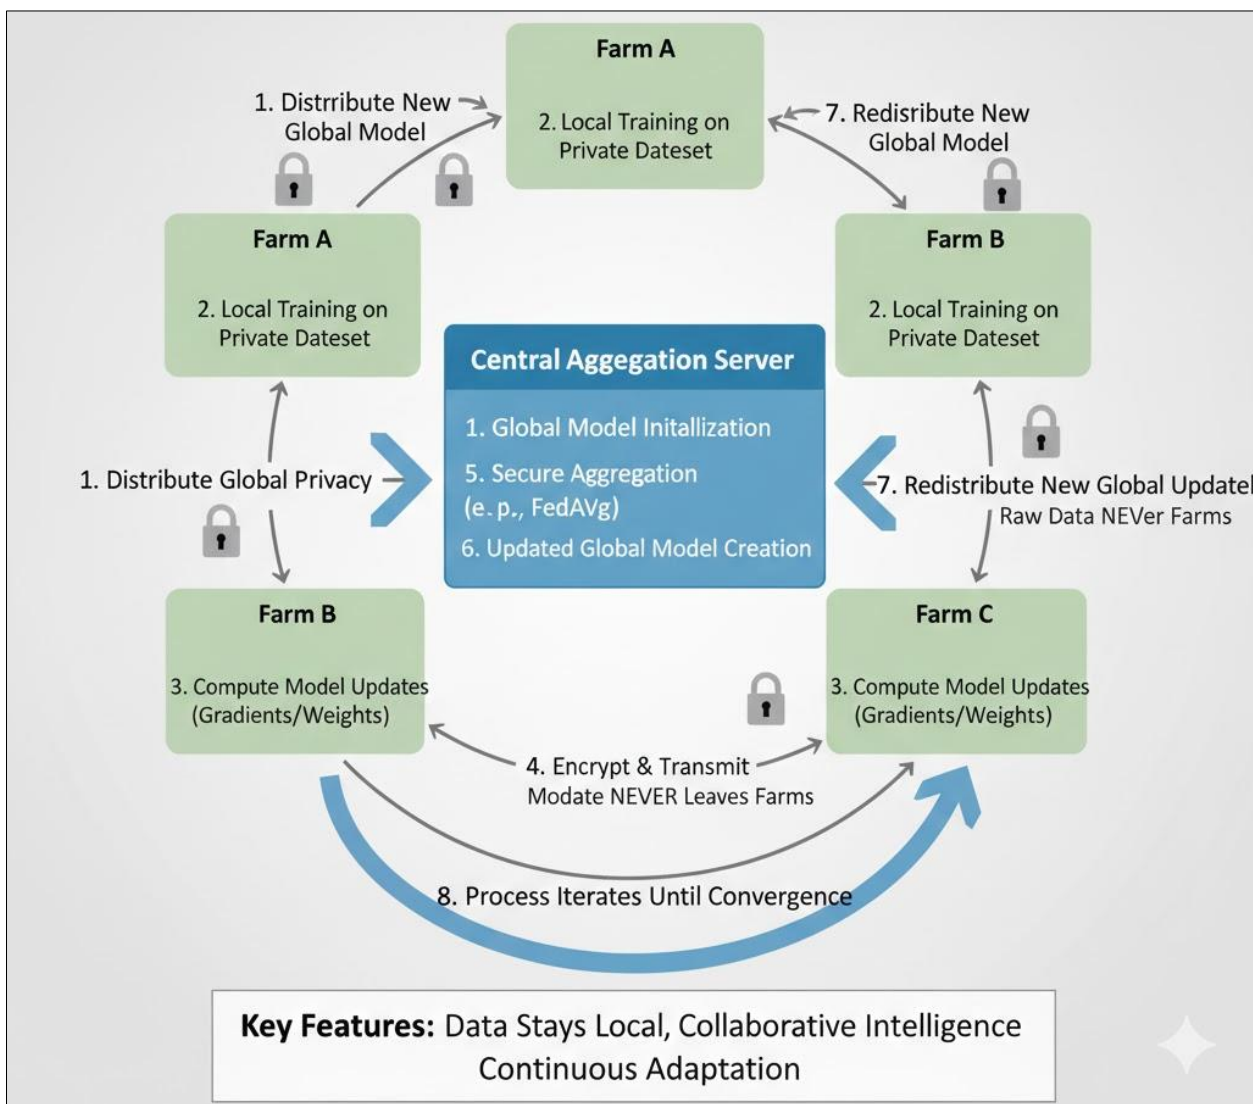 Farm A
2. Local Training on
Private Dateset
1. Distrribute New
Global Model
7. Redisribute New
Global Model
Farm A
2. Local Training on
Private Dateset
Farm B
2. Local Training on
Private Dateset
Central Aggegation Server
1. Global Model Initallization
5. Secure Aggregation
(e.p., FedAVg)
6. Updated Global Model Creation
1. Distribute Global Privacy
7. Redistribute New Global Updatel
Raw Data NEVer Farms
Farm B
3. Compute Model Updates
(Gradients/Weights)
Farm C
3. Compute Model Updates
(Gradients/Weights)
4. Encrypt & Transmit
Modate NEVER Leaves Farms
8. Process Iterates Until Convergence
Key Features: Data Stays Local, Collaborative Intelligence
Continuous Adaptation